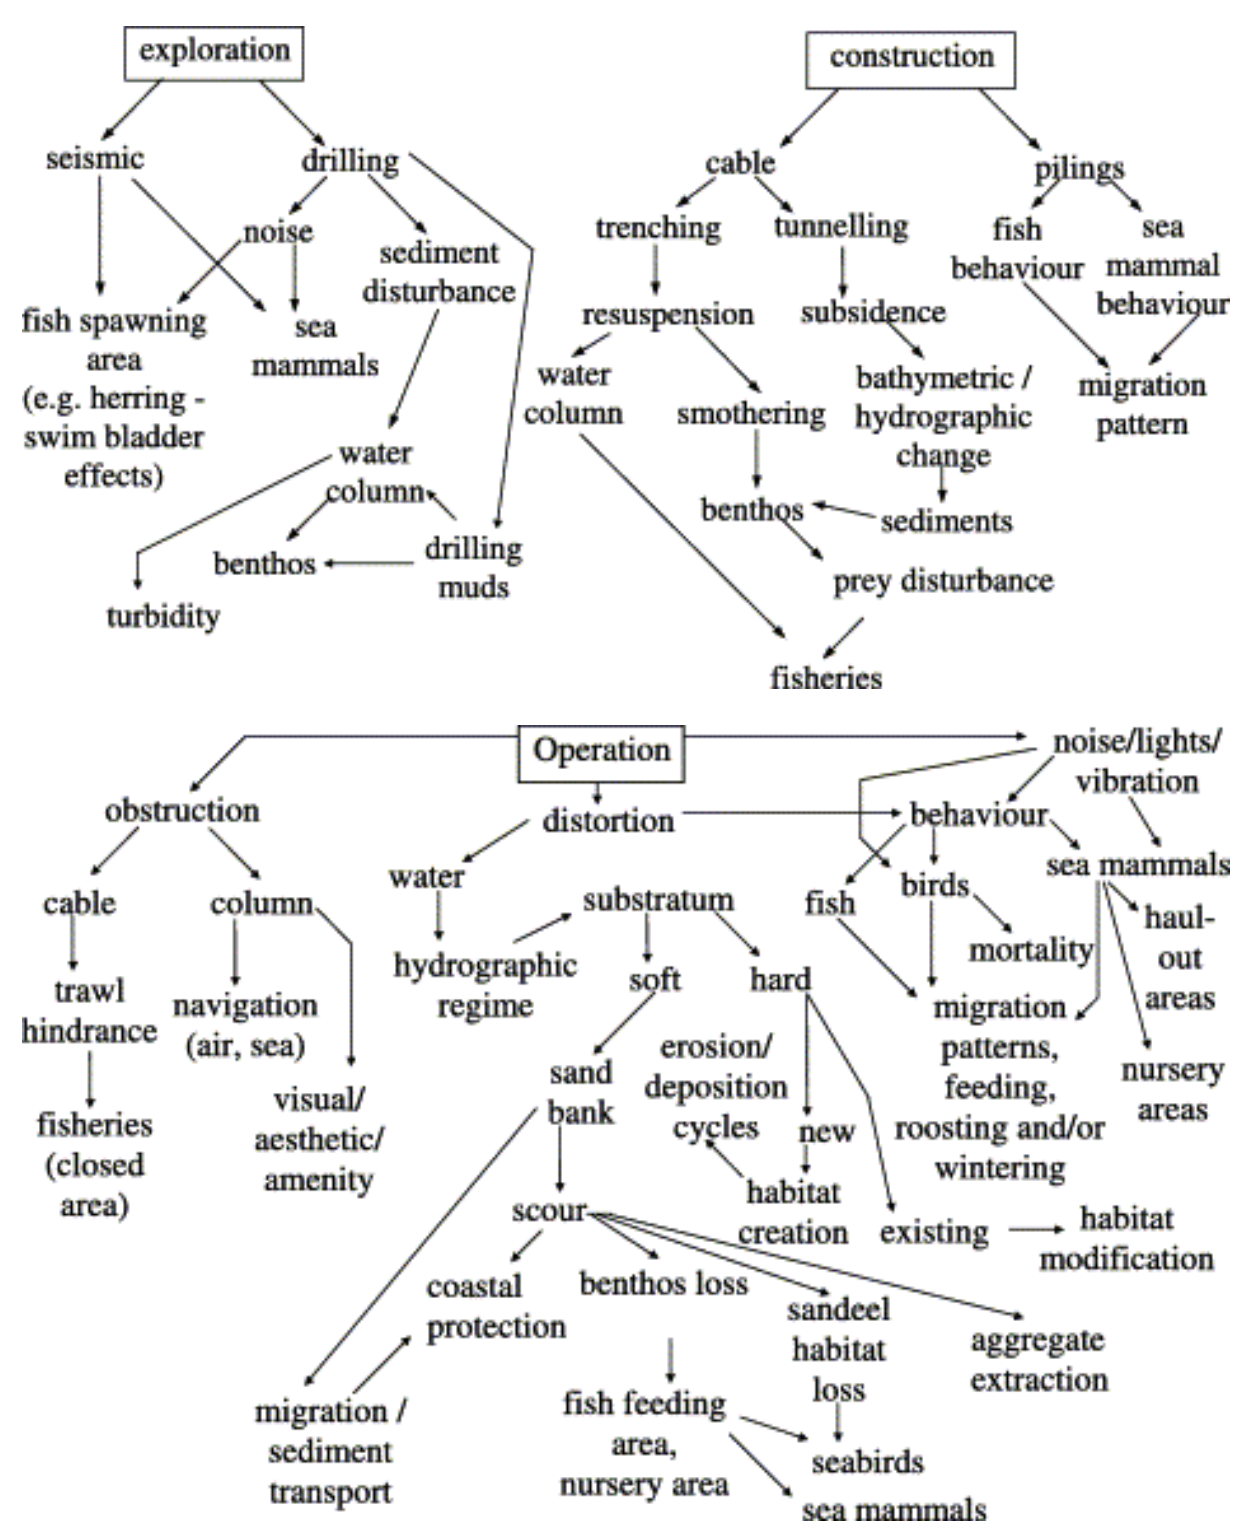 exploration
seismic
drilling
noise
sediment
disturbance
fish spawning
area
(e.g. herring -
swim bladder
effects)
sea
mammals
water
column
benthos
drilling
muds
turbidity
construction
cable
pilings
trenching
tunnelling
fish
behaviour
sea
mammal
behaviour
resuspension
subsidence
water
column
smothering
bathymetric /
hydrographic
change
migration
pattern
benthos
sediments
prey disturbance
fisheries
Operation
obstruction
distortion
noise/lights/
vibration
behaviour
cable
column
trawl
hindrance
fisheries
(closed
area)
navigation
(air, sea)
visual/
aesthetic/
amenity
water
hydrographic
regime
substratum
soft
hard
sand
bank
erosion/
deposition
cycles
new
habitat
creation
existing
habitat
modification
fish
birds
sea mammals
mortality
haul-
out
areas
migration
patterns,
feeding,
roosting and/or
wintering
nursery
areas
scour
coastal
protection
benthos loss
sandeel
habitat
loss
aggregate
extraction
migration /
sediment
transport
fish feeding
area,
nursery area
seabirds
sea mammals